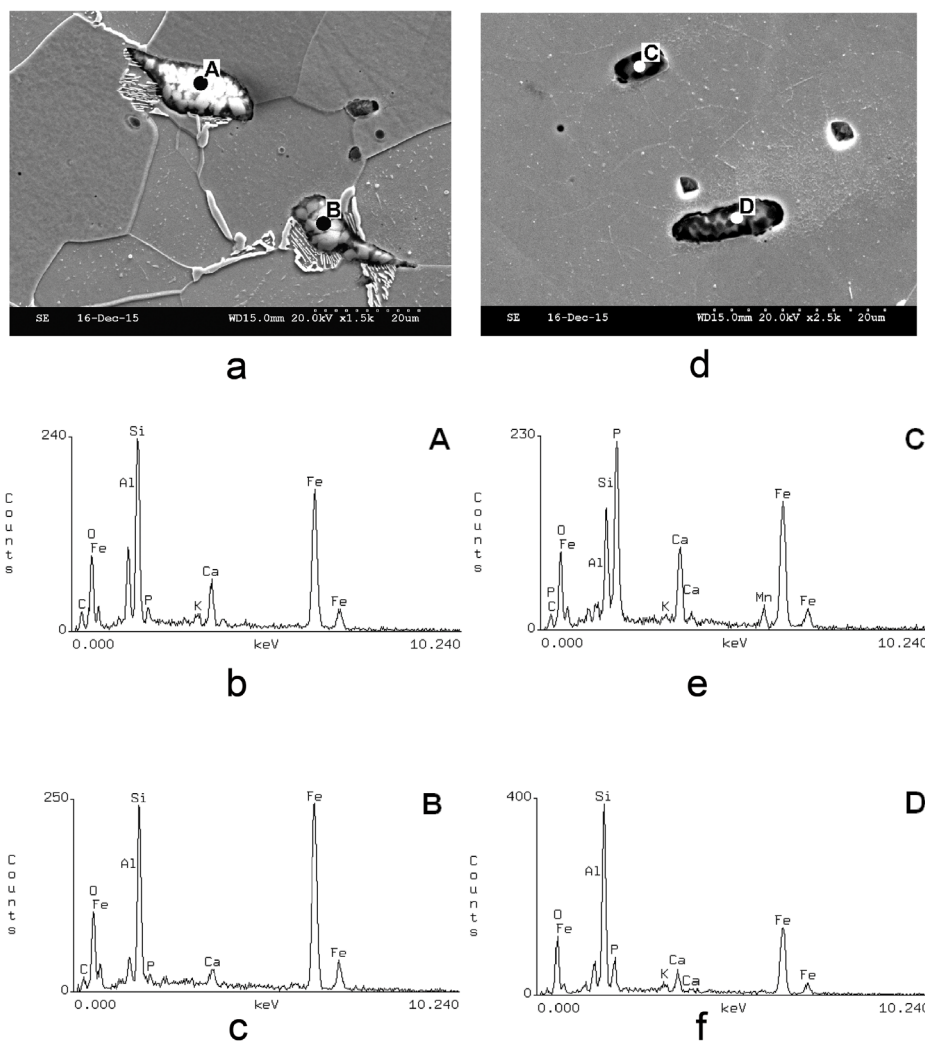 A
B
SE 16-Dec-15 WD15.0mm 20.0kV x1.5k 20um
a
C
D
SE 16-Dec-15 WD15.0mm 20.0kV x2.5k 20um
d
A
240
Counts
0
C O Fe Al Si P K Ca Fe Fe
0.000 keV 10.240
b
C
230
Counts
0
P C O Fe Al Si P K Ca Ca Mn Fe Fe
0.000 keV 10.240
e
B
250
Counts
0
C O Fe Al Si P Ca Fe Fe
0.000 keV 10.240
c
D
400
Counts
0
O Fe Al Si P K Ca Ca Fe Fe
0.000 keV 10.240
f